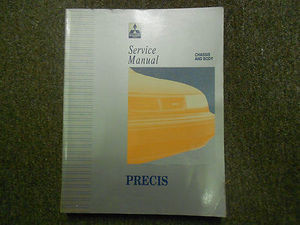 Service
Manual
CHASSIS
AND BODY
PRECIS